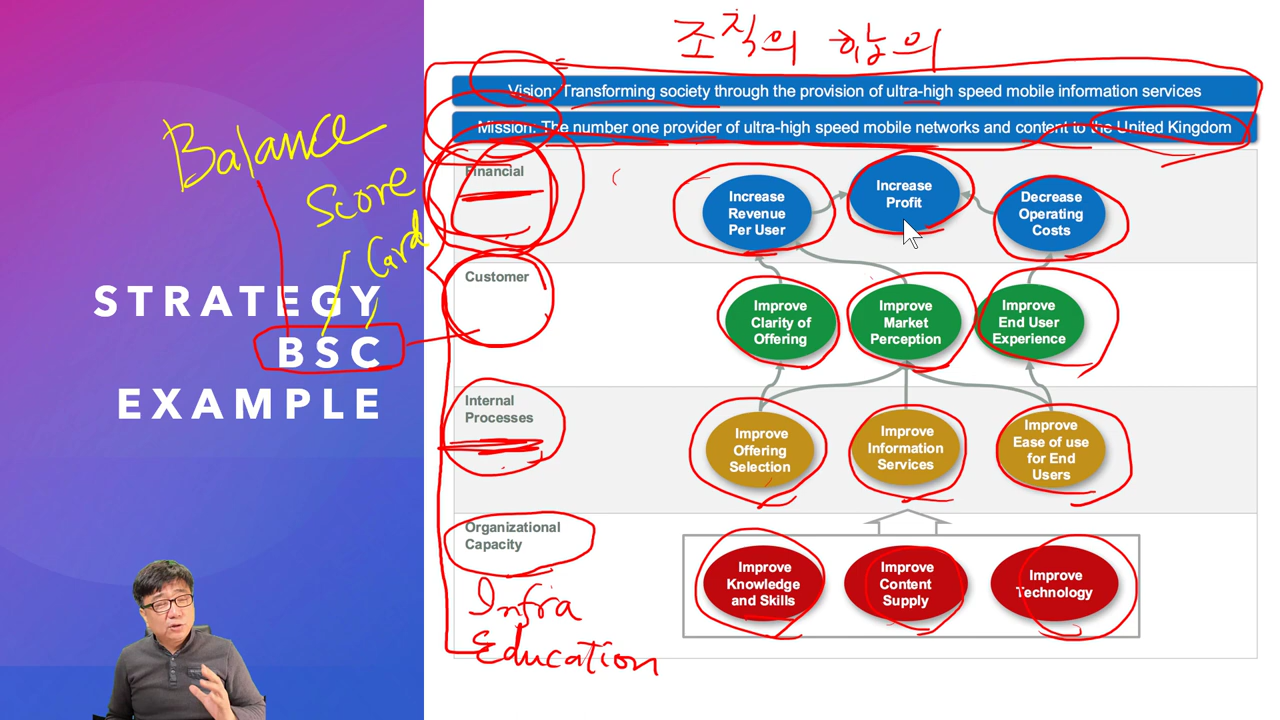 조직의 합의
Balance
Score
Card
STRATEGY
BSC
EXAMPLE
Vision: Transforming society through the provision of ultra-high speed mobile information services
Mission: The number one provider of ultra-high speed mobile networks and content to the United Kingdom
Financial
Increase
Revenue
Per User
Increase
Profit
Decrease
Operating
Costs
Customer
Improve
Clarity of
Offering
Improve
Market
Perception
Improve
End User
Experience
Internal
Processes
Improve
Offering
Selection
Improve
Information
Services
Improve
Ease of use
for End
Users
Organizational
Capacity
Infra
Education
Improve
Knowledge
and Skills
Improve
Content
Supply
Improve
Technology